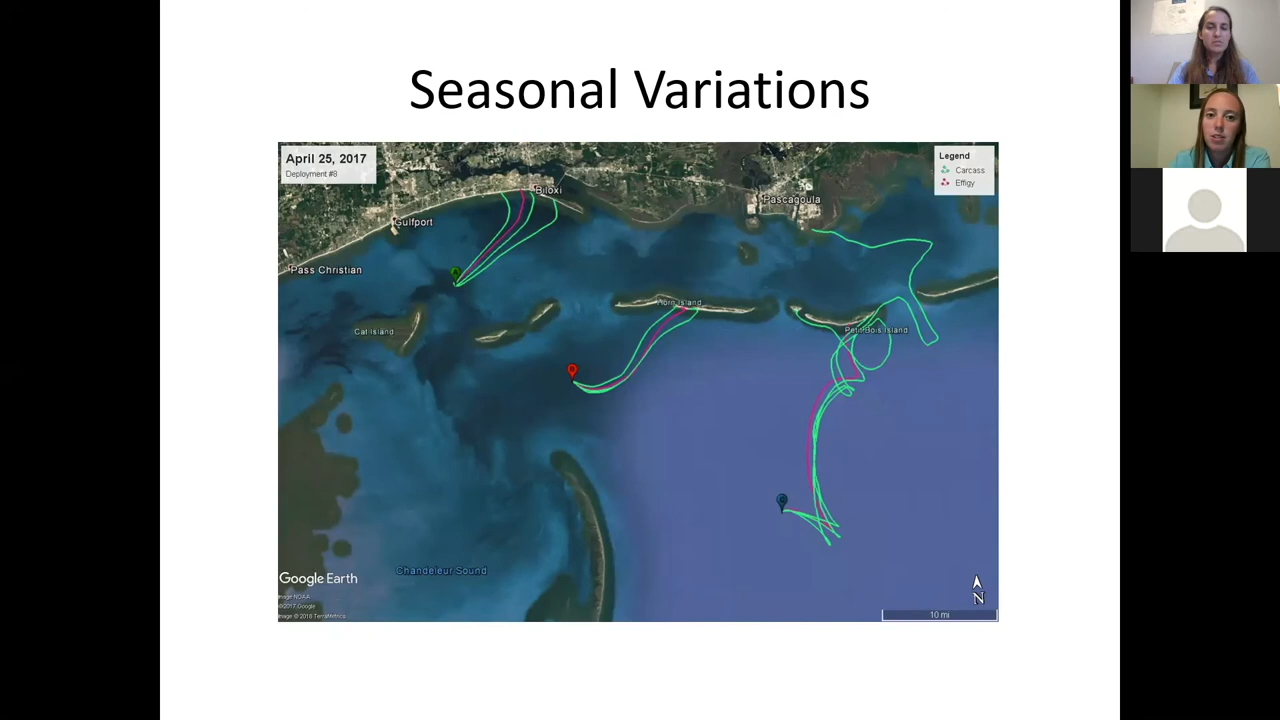 Seasonal Variations
April 25, 2017
Deployment #8
Legend
Carcass
Effigy
Biloxi
Pascagoula
Gulfport
Pass Christian
Horn Island
Cat Island
Petit Bois Island
Chandeleur Sound
Google Earth
Image NOAA
©2017 Google
Image © 2018 TerraMetrics
N
10 mi